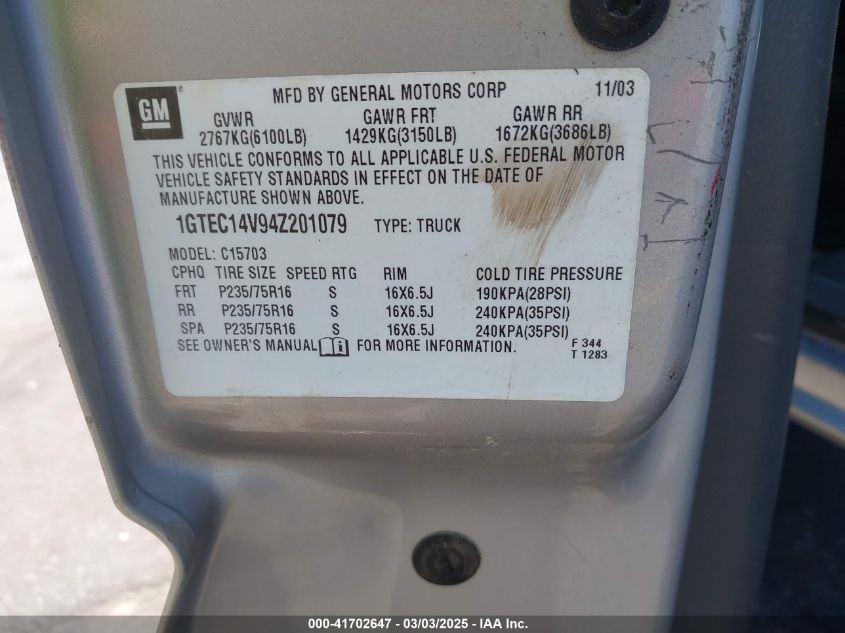 GM
MFD BY GENERAL MOTORS CORP 11/03
GVWR GAWR FRT GAWR RR
2767KG(6100LB) 1429KG(3150LB) 1672KG(3686LB)
THIS VEHICLE CONFORMS TO ALL APPLICABLE U.S. FEDERAL MOTOR
VEHICLE SAFETY STANDARDS IN EFFECT ON THE DATE OF
MANUFACTURE SHOWN ABOVE.
1GTEC14V94Z201079 TYPE: TRUCK
MODEL: C15703
CPHQ TIRE SIZE SPEED RTG RIM COLD TIRE PRESSURE
FRT P235/75R16 S 16X6.5J 190KPA(28PSI)
RR P235/75R16 S 16X6.5J 240KPA(35PSI)
SPA P235/75R16 S 16X6.5J 240KPA(35PSI)
SEE OWNER'S MANUAL i FOR MORE INFORMATION.
F 344
T 1283
000-41702647 / 03/03/2025 - IAA Inc.